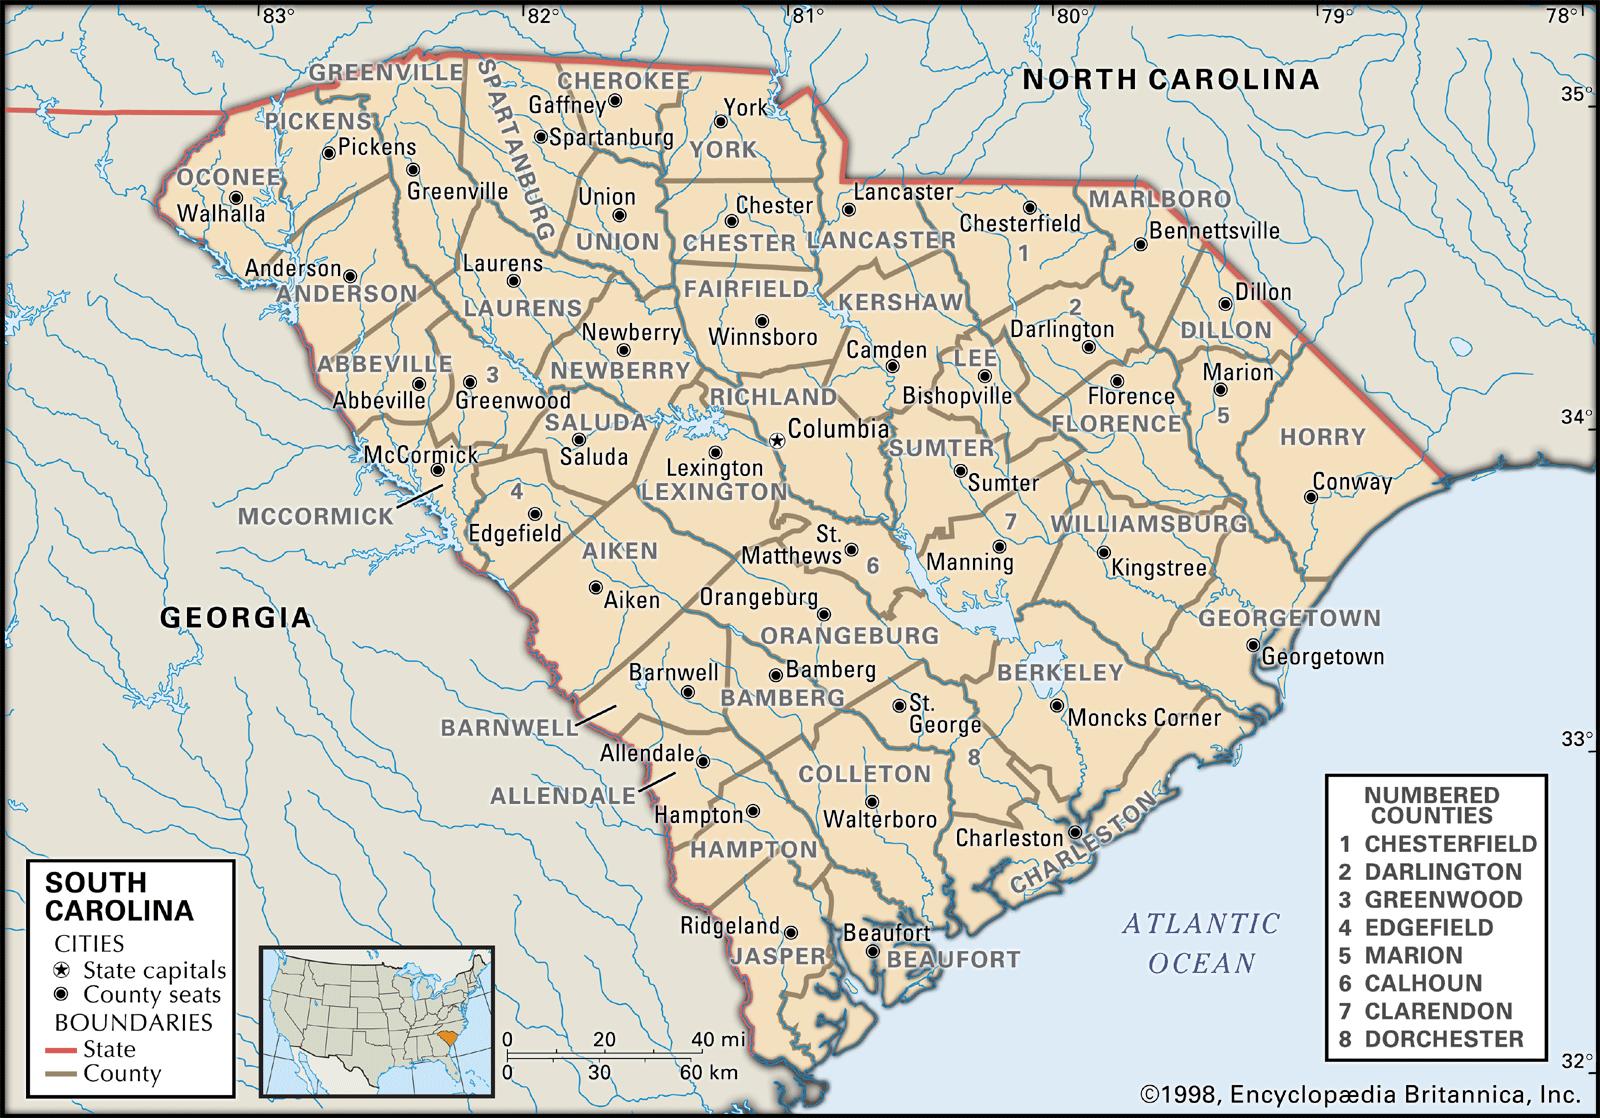 83°
82°
81°
80°
79°
78°
35°
34°
33°
32°
NORTH CAROLINA
GEORGIA
ATLANTIC
OCEAN
GREENVILLE
SPARTANBURG
CHEROKEE
Gaffney
Spartanburg
York
YORK
PICKENS
Pickens
OCONEE
Walhalla
Greenville
Union
UNION
Chester
CHESTER
Lancaster
LANCASTER
Chesterfield
1
MARLBORO
Bennettsville
Anderson
ANDERSON
Laurens
LAURENS
FAIRFIELD
Winnsboro
KERSHAW
Camden
2
Darlington
Dillon
DILLON
Newberry
NEWBERRY
ABBEVILLE
Abbeville
3
Greenwood
LEE
Bishopville
Florence
FLORENCE
Marion
5
RICHLAND
Columbia
SALUDA
Saluda
Lexington
LEXINGTON
SUMTER
Sumter
HORRY
Conway
McCormick
MCCORMICK
4
Edgefield
AIKEN
Aiken
St.
Matthews
6
7
Manning
WILLIAMSBURG
Kingstree
Orangeburg
ORANGEBURG
GEORGETOWN
Georgetown
Barnwell
BARNWELL
Bamberg
BAMBERG
St.
George
BERKELEY
Moncks Corner
Allendale
ALLENDALE
COLLETON
Walterboro
8
Hampton
HAMPTON
Charleston
CHARLESTON
Ridgeland
JASPER
Beaufort
BEAUFORT
SOUTH
CAROLINA
CITIES
State capitals
County seats
BOUNDARIES
State
County
0 20 40 mi
0 30 60 km
NUMBERED
COUNTIES
1 CHESTERFIELD
2 DARLINGTON
3 GREENWOOD
4 EDGEFIELD
5 MARION
6 CALHOUN
7 CLARENDON
8 DORCHESTER
©1998, Encyclopædia Britannica, Inc.